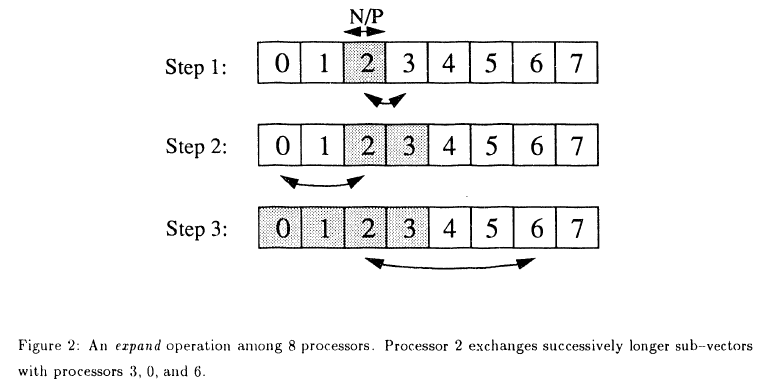 N/P
Step 1: 0 1 2 3 4 5 6 7
Step 2: 0 1 2 3 4 5 6 7
Step 3: 0 1 2 3 4 5 6 7
Figure 2: An expand operation among 8 processors. Processor 2 exchanges successively longer sub-vectors
with processors 3, 0, and 6.